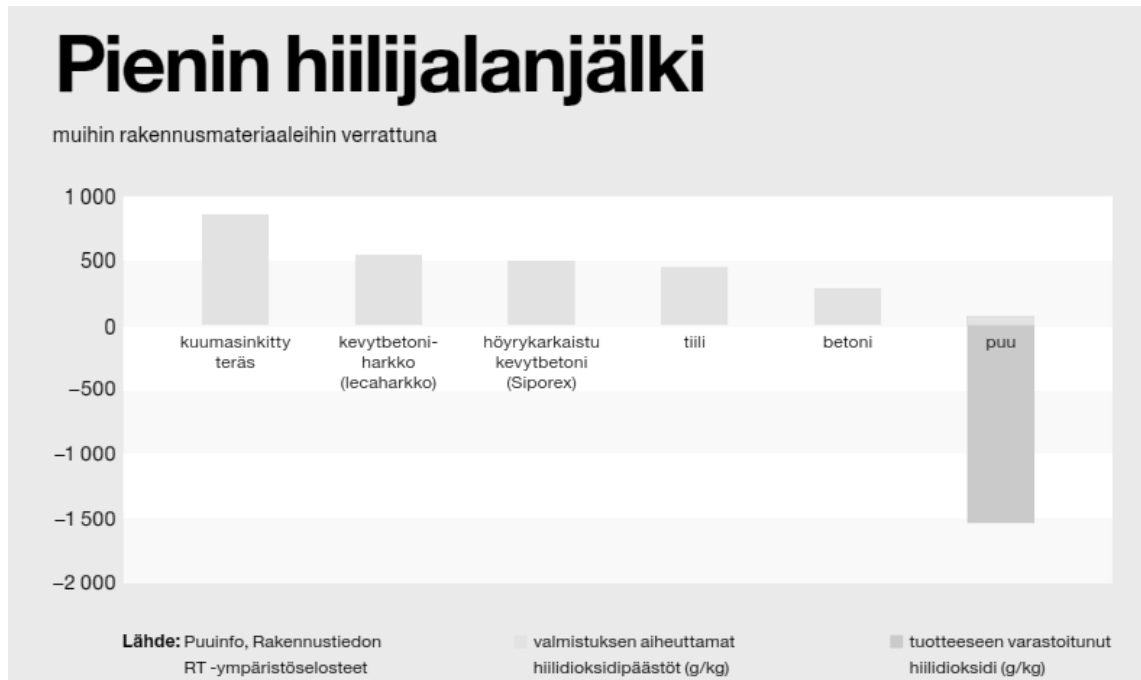 Pienin hiilijalanjälki
muihin rakennusmateriaaleihin verrattuna
1 000
500
0
−500
−1 000
−1 500
−2 000
kuumasinkitty
teräs
kevytbetoni-
harkko
(lecaharkko)
höyrykarkaistu
kevytbetoni
(Siporex)
tiili
betoni
puu
Lähde: Puuinfo, Rakennustiedon
RT -ympäristöselosteet
valmistuksen aiheuttamat
hiilidioksidipäästöt (g/kg)
tuotteeseen varastoitunut
hiilidioksidi (g/kg)